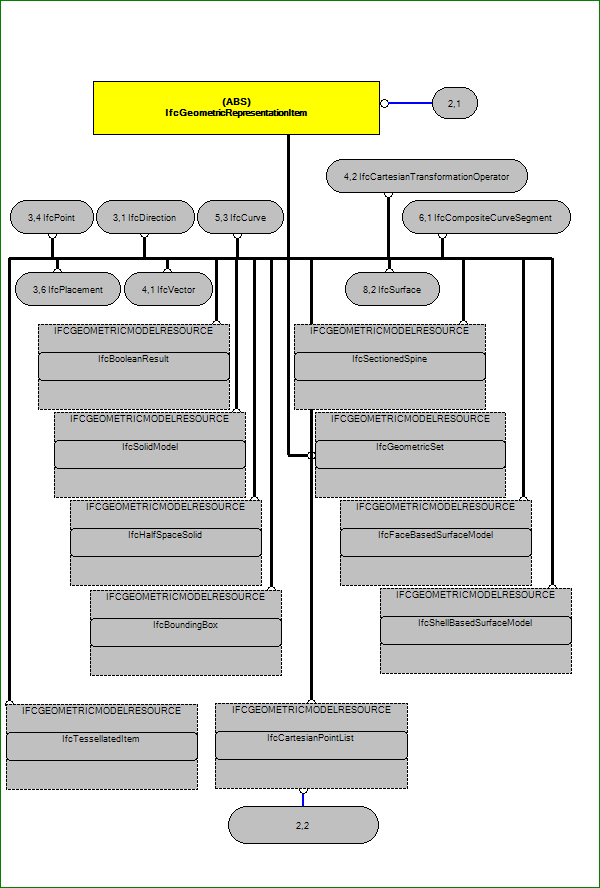 (ABS)
IfcGeometricRepresentationItem
2,1
4,2 IfcCartesianTransformationOperator
3,4 IfcPoint
3,1 IfcDirection
5,3 IfcCurve
6,1 IfcCompositeCurveSegment
3,6 IfcPlacement
4,1 IfcVector
8,2 IfcSurface
IFCGEOMETRICMODELRESOURCE
IfcBooleanResult
IFCGEOMETRICMODELRESOURCE
IfcSectionedSpine
IFCGEOMETRICMODELRESOURCE
IfcSolidModel
IFCGEOMETRICMODELRESOURCE
IfcGeometricSet
IFCGEOMETRICMODELRESOURCE
IfcHalfSpaceSolid
IFCGEOMETRICMODELRESOURCE
IfcFaceBasedSurfaceModel
IFCGEOMETRICMODELRESOURCE
IfcBoundingBox
IFCGEOMETRICMODELRESOURCE
IfcShellBasedSurfaceModel
IFCGEOMETRICMODELRESOURCE
IfcTessellatedItem
IFCGEOMETRICMODELRESOURCE
IfcCartesianPointList
2,2